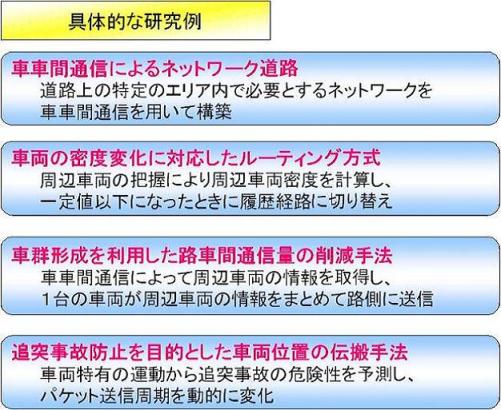 具体的な研究例
車車間通信によるネットワーク道路
道路上の特定のエリア内で必要とするネットワークを
車車間通信を用いて構築
車両の密度変化に対応したルーティング方式
周辺車両の把握により周辺車両密度を計算し、
一定値以下になったときに履歴経路に切り替え
車群形成を利用した路車間通信量の削減手法
車車間通信によって周辺車両の情報を取得し、
１台の車両が周辺車両の情報をまとめて路側に送信
追突事故防止を目的とした車両位置の伝搬手法
車両特有の運動から追突事故の危険性を予測し、
パケット送信周期を動的に変化